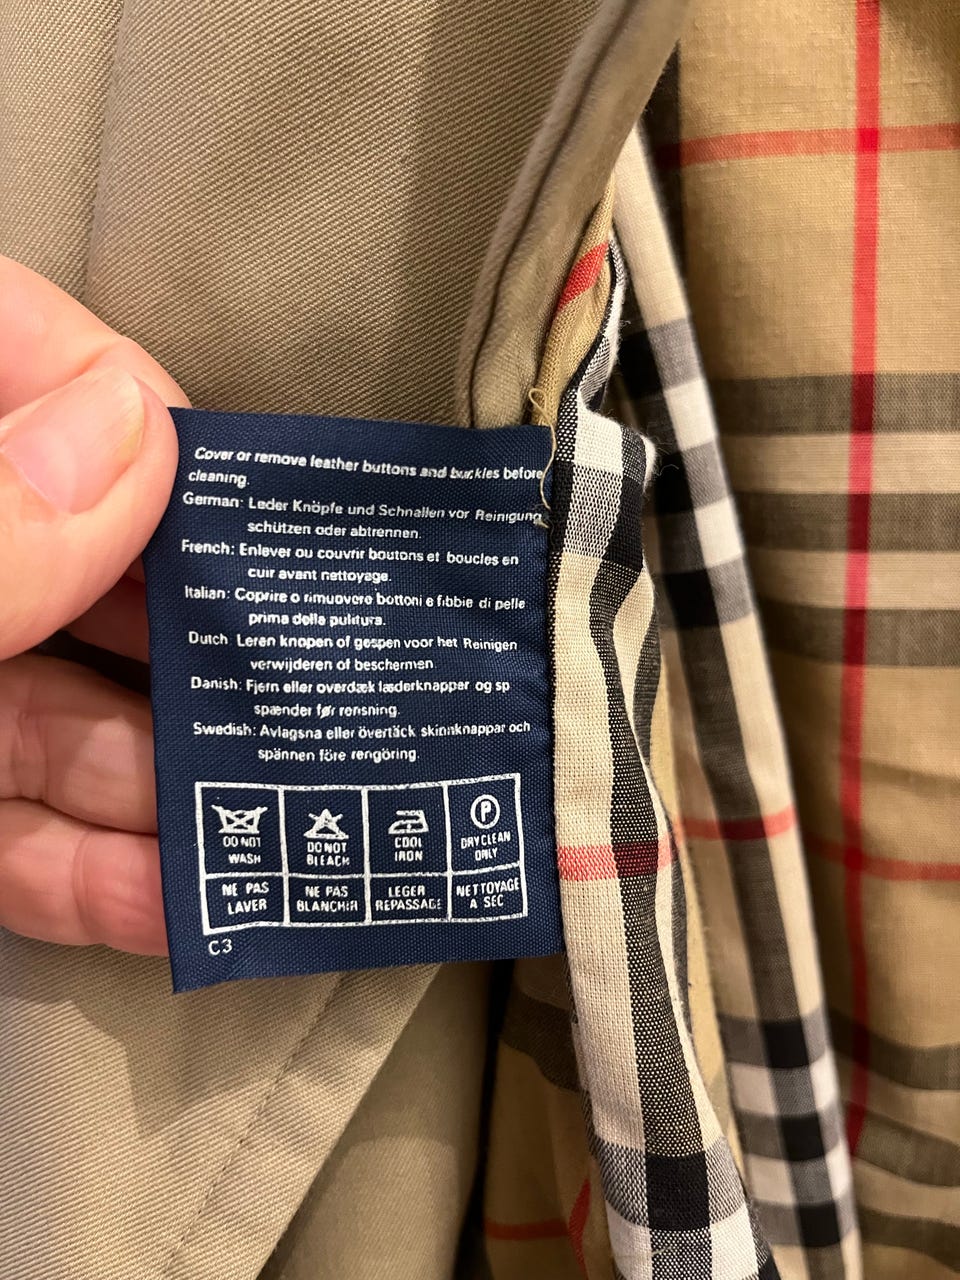 Cover or remove leather buttons and buckles before
cleaning.
German: Leder Knöpfe und Schnallen vor Reinigung
schützen oder abtrennen.
French: Enlever ou couvrir boutons et boucles en
cuir avant nettoyage.
Italian: Coprire o rimuovere bottoni e fibbie di pelle
prima della pulitura.
Dutch: Leren knopen of gespen voor het Reinigen
verwijderen of beschermen.
Danish: Fjern eller overdæk læderknapper og sp
spænder før rensning.
Swedish: Avlagsna eller övertäck skinnknappar och
spännen före rengöring.
DO NOT
WASH
DO NOT
BLEACH
COOL
IRON
P
DRY CLEAN
ONLY
NE PAS
LAVER
NE PAS
BLANCHIR
LEGER
REPASSAGE
NETTOYAGE
A SEC
C3